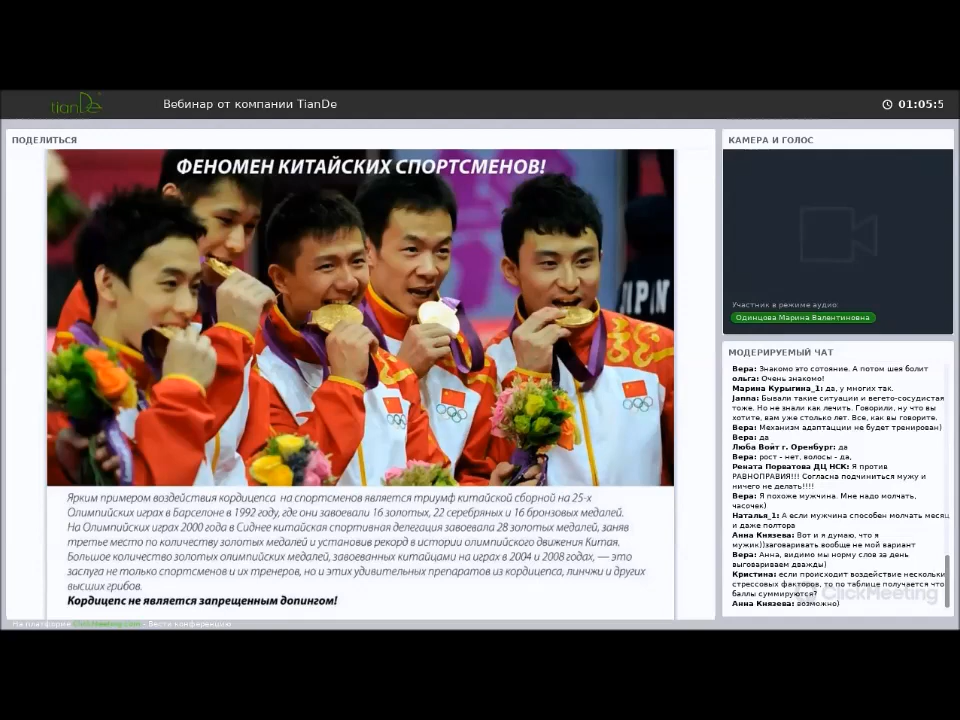 tianDe
Вебинар от компании TianDe
01:05:5
ПОДЕЛИТЬСЯ
ФЕНОМЕН КИТАЙСКИХ СПОРТСМЕНОВ!
Ярким примером воздействия кордицепса на спортсменов является триумф китайской сборной на 25-х
Олимпийских играх в Барселоне в 1992 году, где они завоевали 16 золотых, 22 серебряных и 16 бронзовых медалей.
На Олимпийских играх 2000 года в Сиднее китайская спортивная делегация завоевала 28 золотых медалей, заняв
третье место по количеству золотых медалей и установив рекорд в истории олимпийского движения Китая.
Большое количество золотых олимпийских медалей, завоеванных китайцами на играх в 2004 и 2008 годах, — это
заслуга не только спортсменов и их тренеров, но и этих удивительных препаратов из кордицепса, линчжи и других
высших грибов.
Кордицепс не является запрещенным допингом!
На платформе ClickMeeting.com - Вести конференцию
КАМЕРА И ГОЛОС
Участник в режиме аудио:
Одинцова Марина Валентиновна
МОДЕРИРУЕМЫЙ ЧАТ
Вера: Знакомо это сотояние. А потом шея болит
ольга: Очень знакомо!
Марина Курыгина_1: да, у многих так.
Janna: Бывали такие ситуации и вегето-сосудистая
тоже. Но не знали как лечить. Говорили, ну что вы
хотите, вам уже столько лет. Все, как вы говорите.
Вера: Механизм адаптации не будет тренирован)
Вера: да
Люба Войт г. Оренбург: да
Вера: рост - нет, волосы - да,
Рената Порватова ДЦ НСК: Я против
РАВНОПРАВИЯ!!! Согласна подчиниться мужу и
ничего не делать!!!!
Вера: Я похоже мужчина. Мне надо молчать,
часочек)
Наталья_1: А если мужчина способен молчать месяц
и даже полтора
Анна Князева: Вот и я думаю, что я
мужик))заговаривать вообще не мой вариант
Вера: Анна, видимо мы норму слов за день
выговариваем дважды)
Кристина: если происходит воздействие нескольки
стрессовых факторов, то по таблице получается что
баллы суммируются?
ClickMeeting
Анна Князева: возможно)